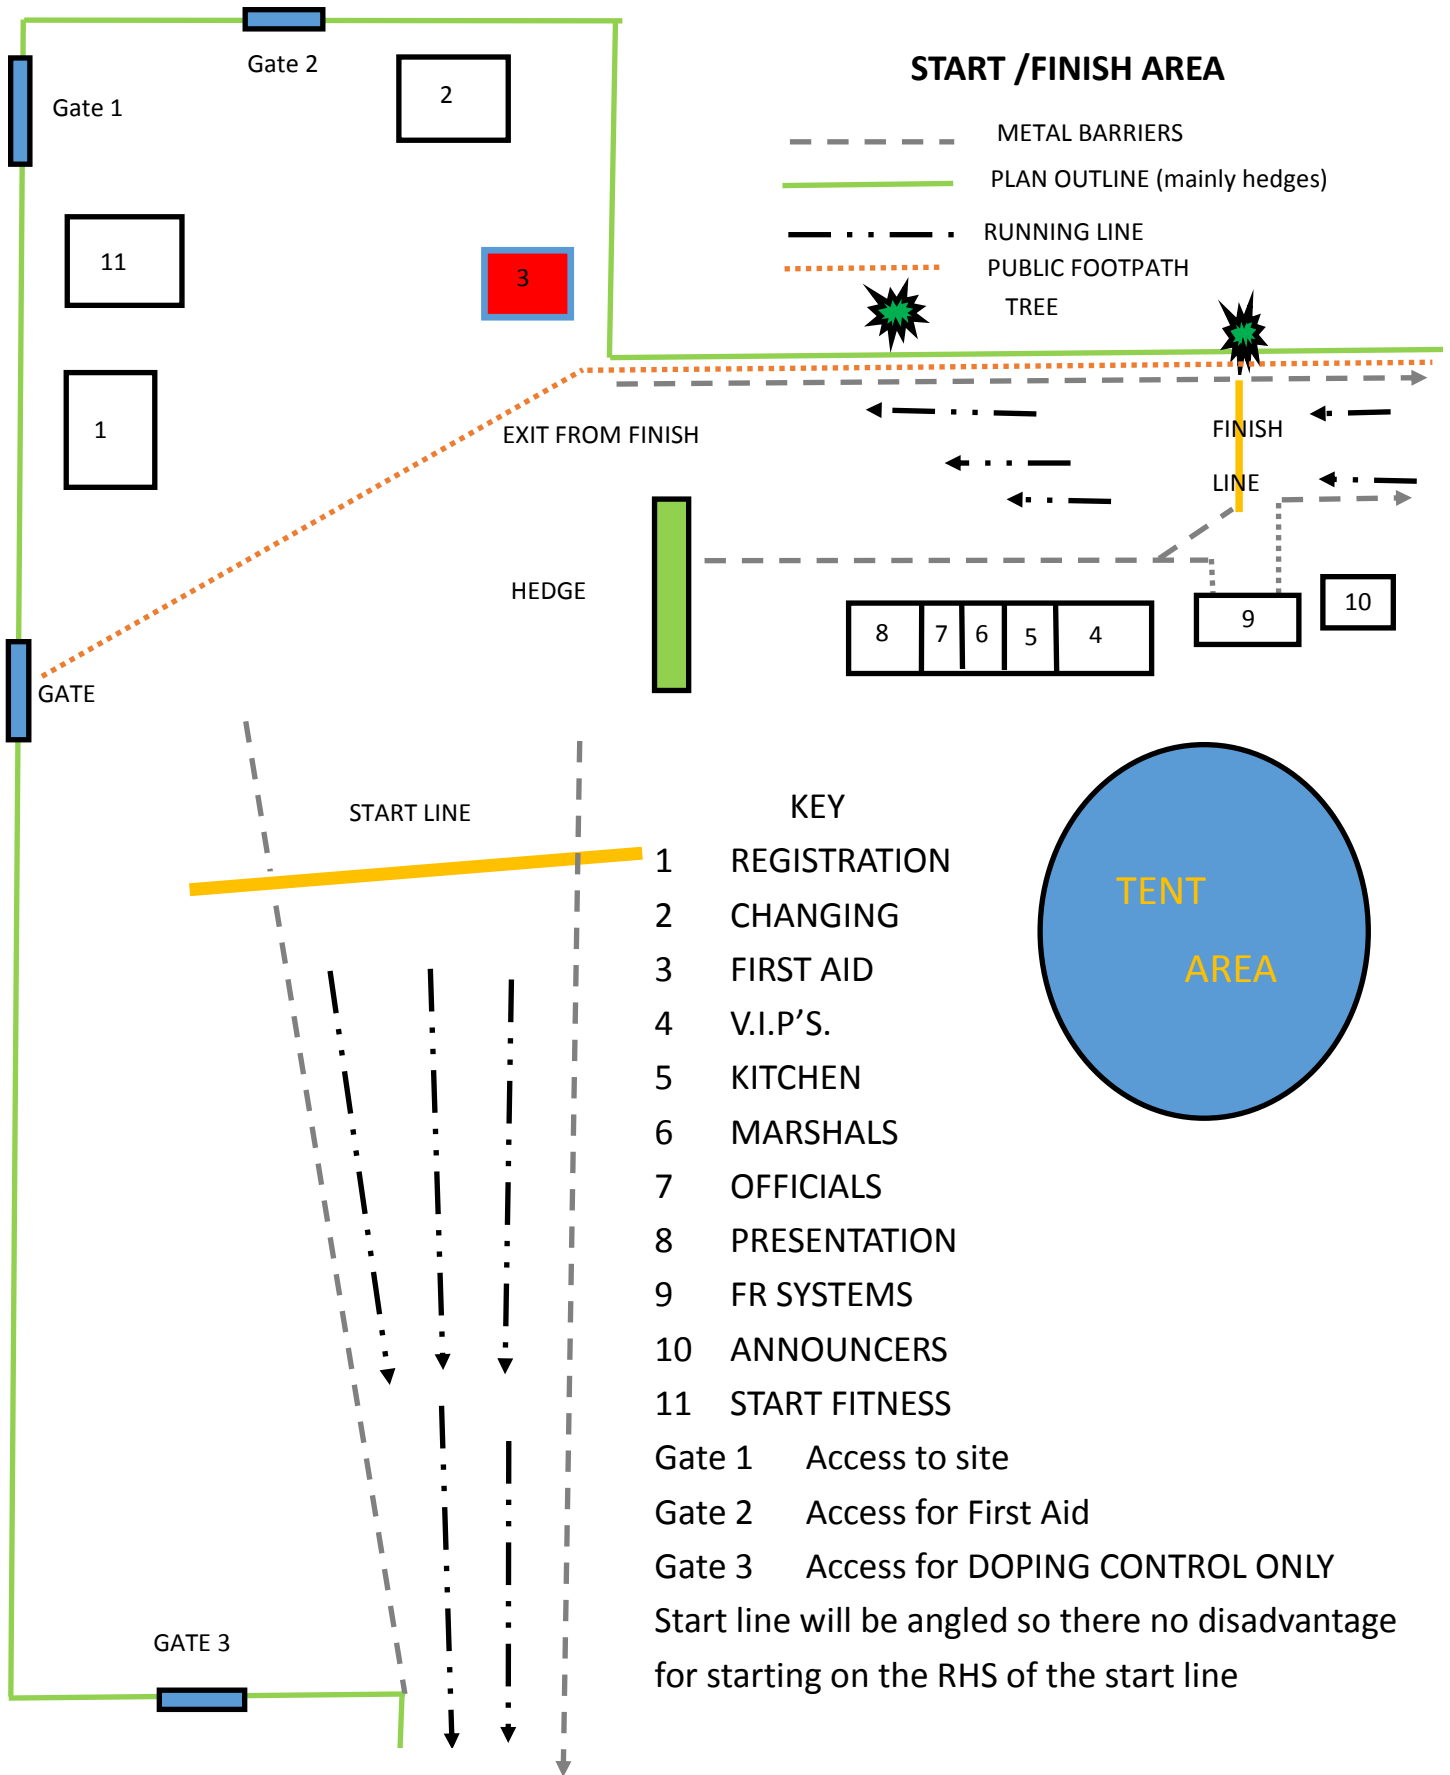 Gate 2
Gate 1
2
START /FINISH AREA
METAL BARRIERS
PLAN OUTLINE (mainly hedges)
RUNNING LINE
PUBLIC FOOTPATH
TREE
11
3
1
EXIT FROM FINISH
FINISH
LINE
HEDGE
8 7 6 5 4
9
10
GATE
START LINE
TENT
AREA
KEY
1 REGISTRATION
2 CHANGING
3 FIRST AID
4 V.I.P’S.
5 KITCHEN
6 MARSHALS
7 OFFICIALS
8 PRESENTATION
9 FR SYSTEMS
10 ANNOUNCERS
11 START FITNESS
Gate 1 Access to site
Gate 2 Access for First Aid
Gate 3 Access for DOPING CONTROL ONLY
Start line will be angled so there no disadvantage
for starting on the RHS of the start line
GATE 3